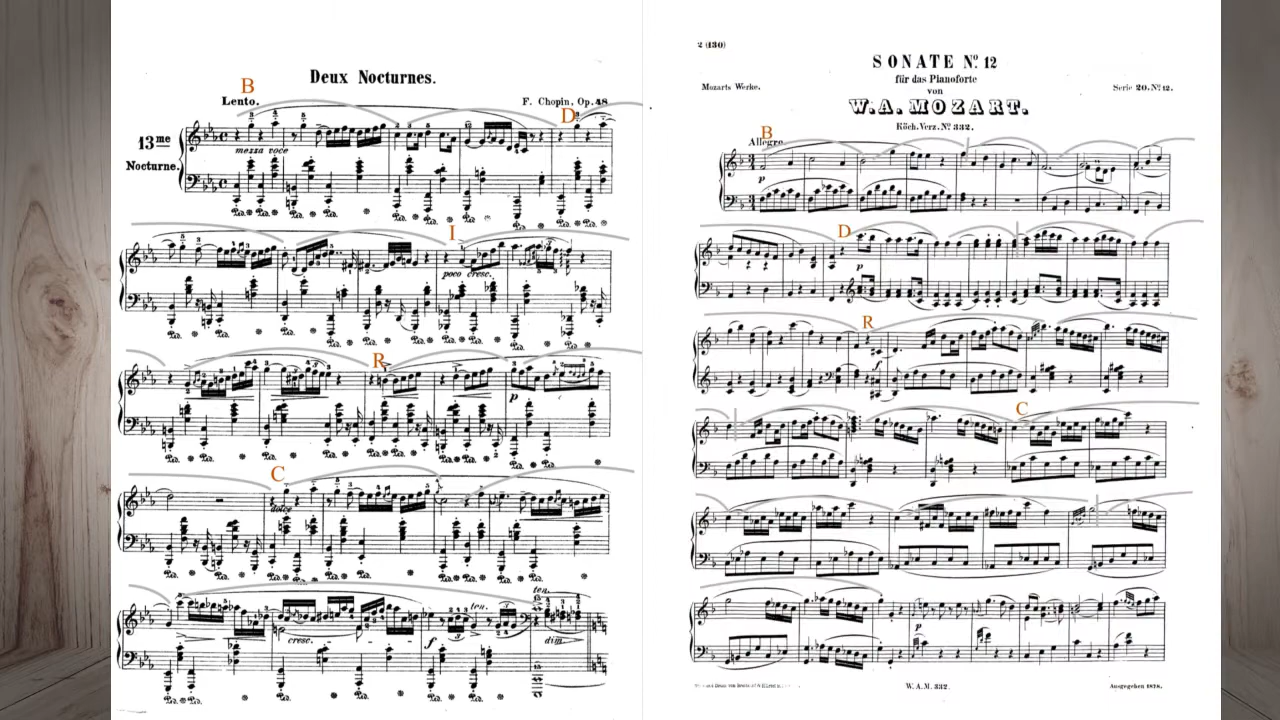 Deux Nocturnes.
B
Lento.
F. Chopin, Op. 48
D
13me
Nocturne.
mezza voce
I
poco cresc.
R
p
C
dolce
ten.
cresc.
ten.
f
dim.
2 (130)
SONATE No. 12
für das Pianoforte
Mozarts Werke.
von
Serie 20. No. 12.
W. A. MOZART.
Köch. Verz. No. 332.
B
Allegro.
p
D
p
R
C
p
W. A. M. 332.
Ausgegeben 1878.